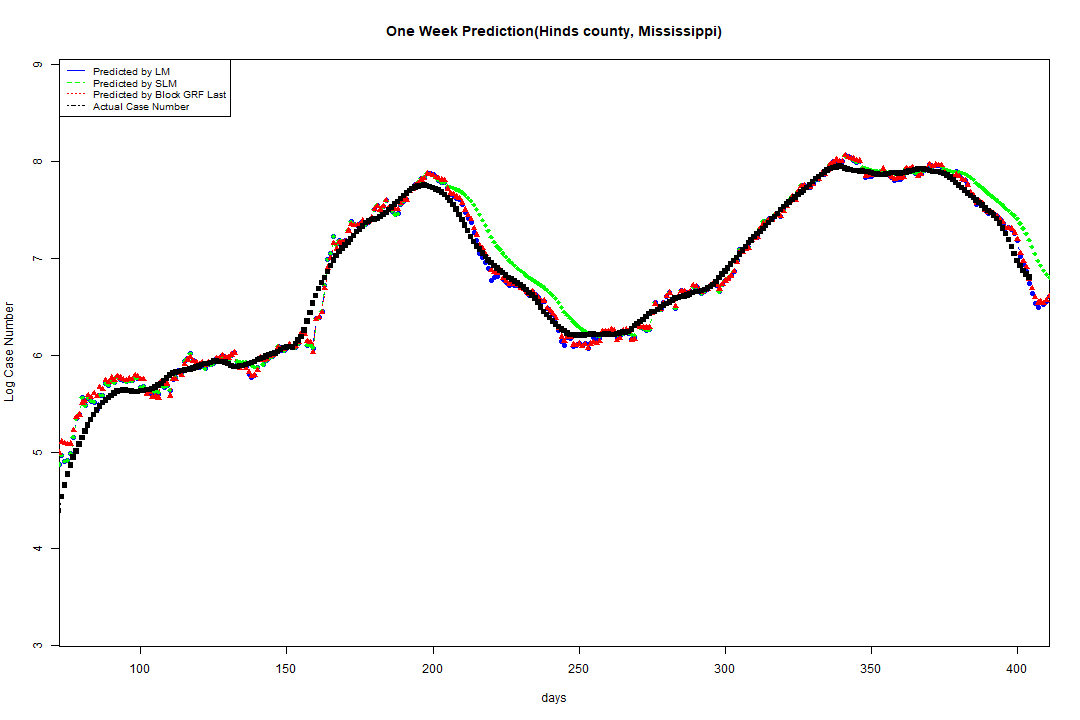 One Week Prediction(Hinds county, Mississippi)
9
Predicted by LM
Predicted by SLM
Predicted by Block GRF Last
Actual Case Number
8
7
6
5
4
3
Log Case Number
100 150 200 250 300 350 400
days